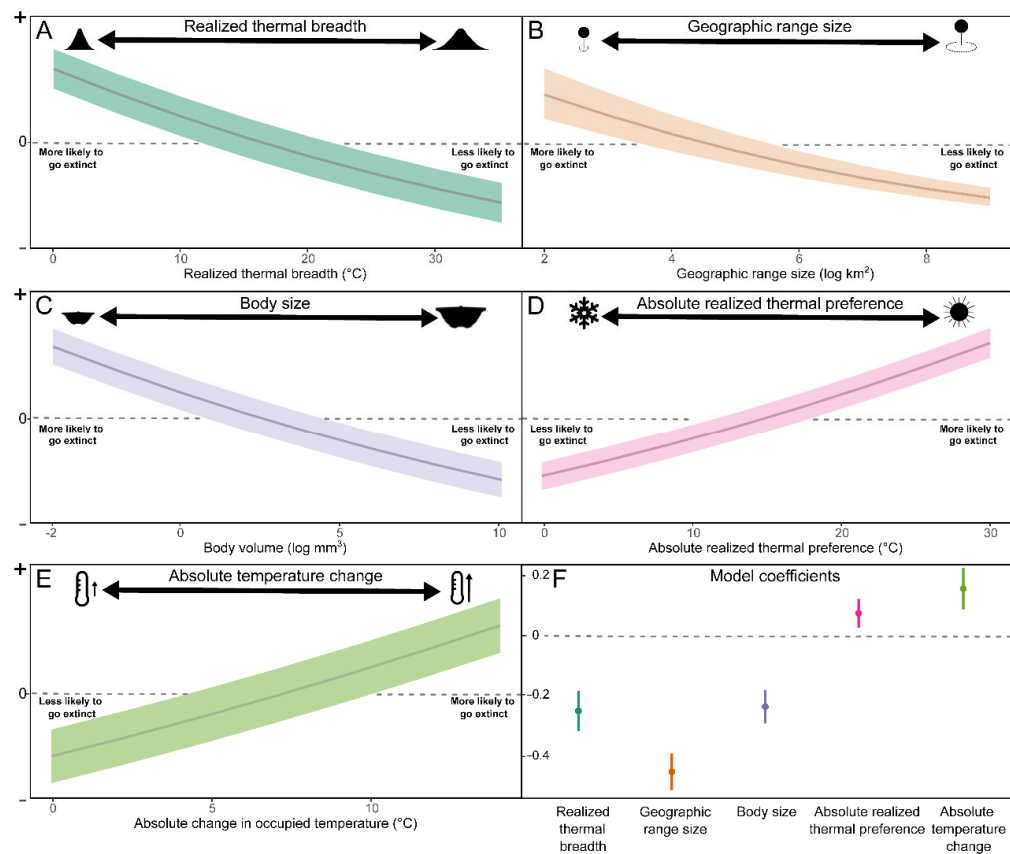 +
A
Realized thermal breadth
0
More likely to
go extinct
Less likely to
go extinct
–
0
10
20
30
Realized thermal breadth (°C)
B
Geographic range size
More likely to
go extinct
Less likely to
go extinct
2
4
6
8
Geographic range size (log km²)
+
C
Body size
0
More likely to
go extinct
Less likely to
go extinct
–
-2
0
5
10
Body volume (log mm³)
D
Absolute realized thermal preference
Less likely to
go extinct
More likely to
go extinct
0
10
20
30
Absolute realized thermal preference (°C)
+
E
Absolute temperature change
0
Less likely to
go extinct
More likely to
go extinct
–
0
5
10
Absolute change in occupied temperature (°C)
F
Model coefficients
0.2
0
–0.2
–0.4
Realized
thermal
breadth
Geographic
range size
Body size
Absolute realized
thermal preference
Absolute
temperature
change